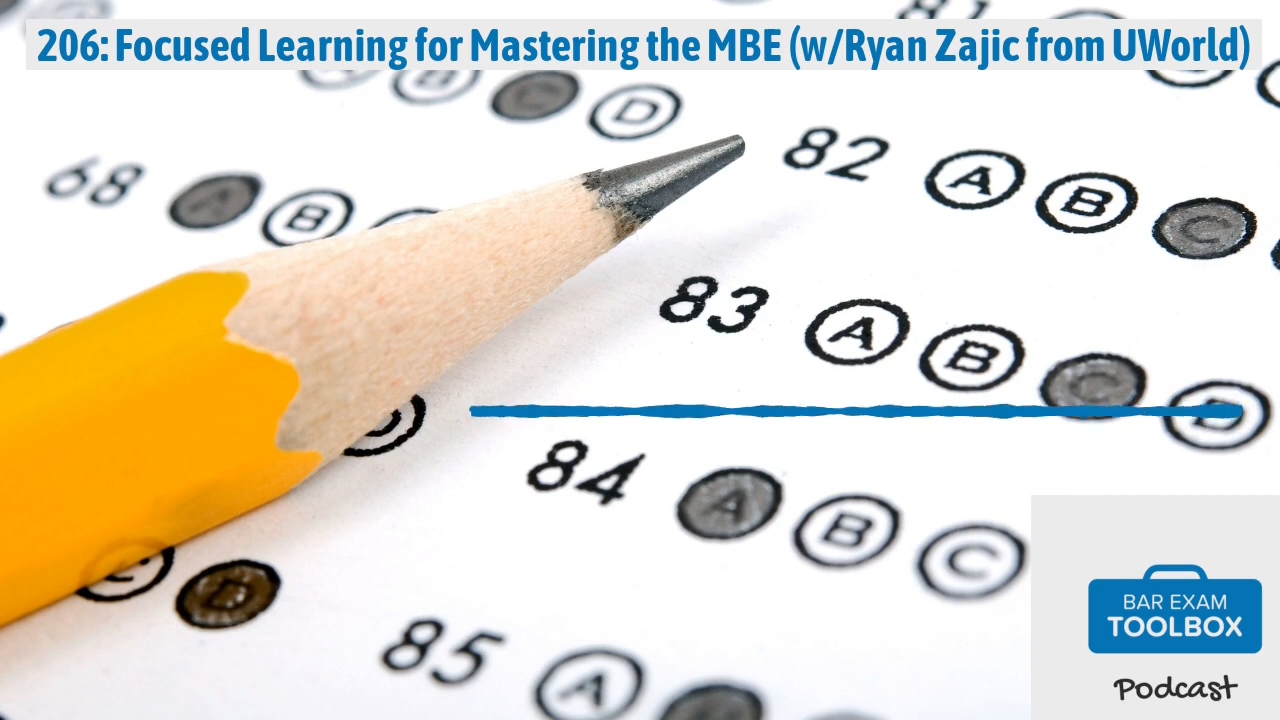 206: Focused Learning for Mastering the MBE (w/Ryan Zajic from UWorld)
81
B C D
82 A B C
68 A B
83 A B C D
84 A B C
85 A
D
BAR EXAM
TOOLBOX
Podcast